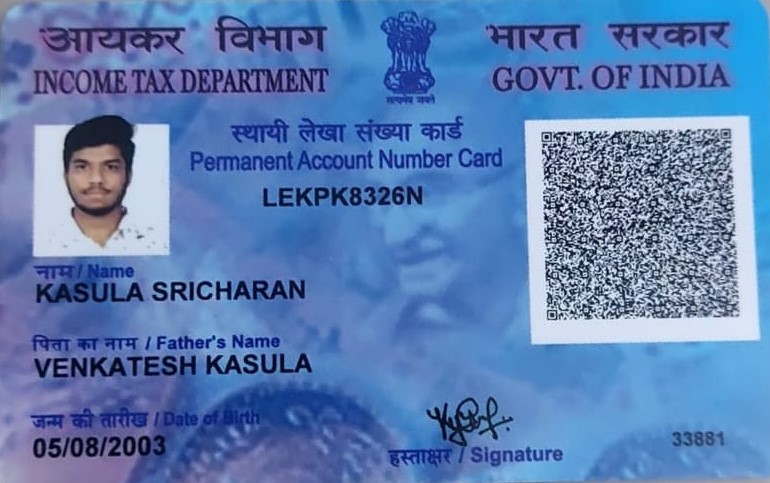 आयकर विभाग
INCOME TAX DEPARTMENT
सत्यमेव जयते
भारत सरकार
GOVT. OF INDIA
स्थायी लेखा संख्या कार्ड
Permanent Account Number Card
LEKPK8326N
नाम / Name
KASULA SRICHARAN
पिता का नाम / Father's Name
VENKATESH KASULA
जन्म की तारीख / Date of Birth
05/08/2003
हस्ताक्षर / Signature
33881